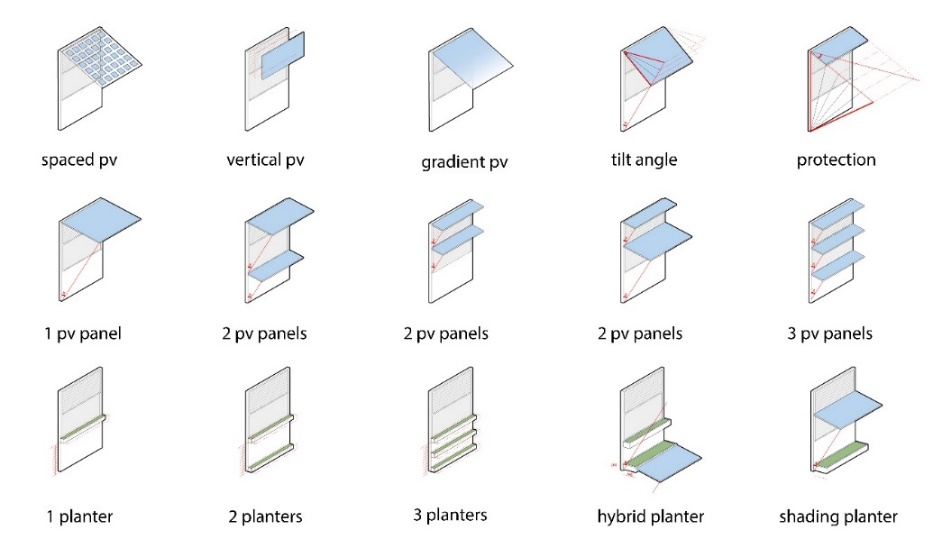 spaced pv
vertical pv
gradient pv
tilt angle
protection
1 pv panel
2 pv panels
2 pv panels
2 pv panels
3 pv panels
1 planter
2 planters
3 planters
hybrid planter
shading planter